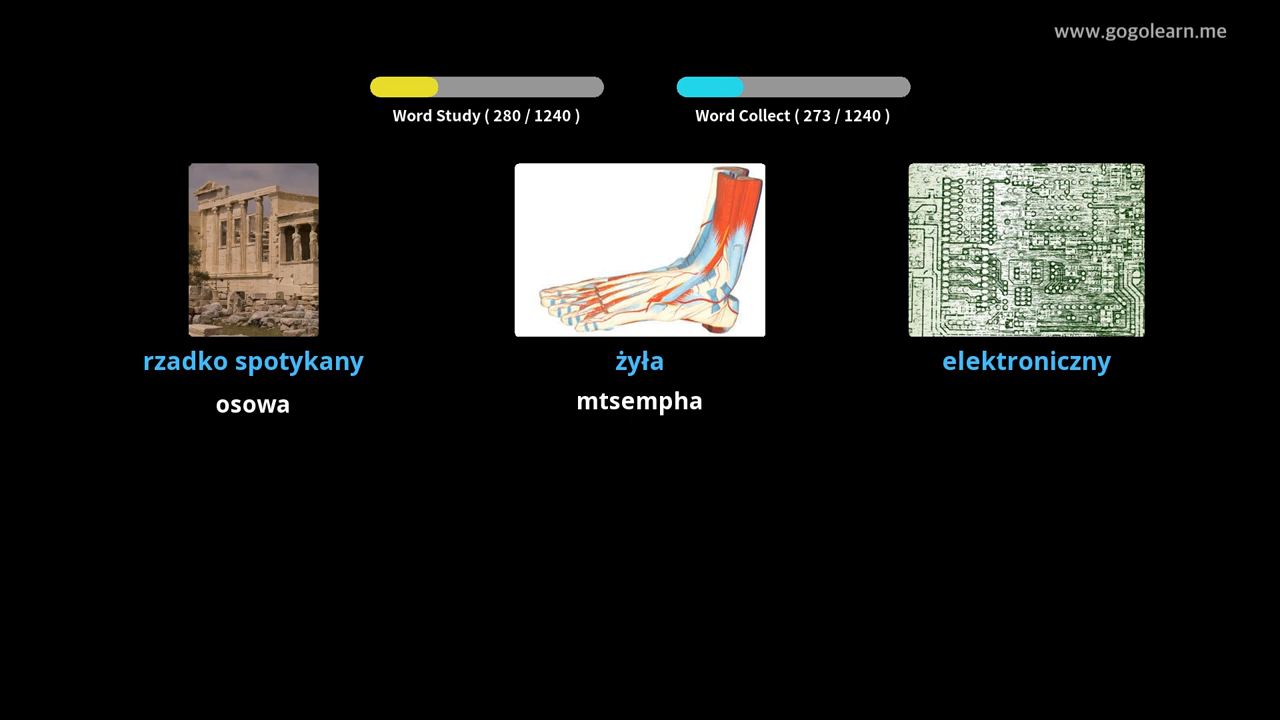 www.gogolearn.me
Word Study ( 280 / 1240 )
Word Collect ( 273 / 1240 )
rzadko spotykany
żyła
elektroniczny
osowa
mtsempha